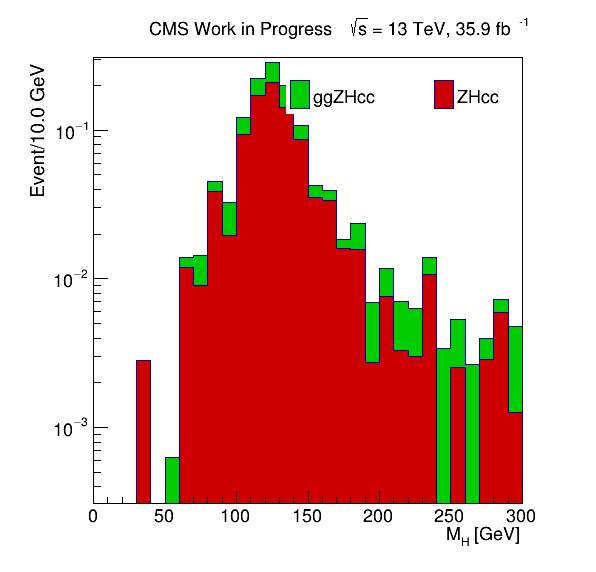 CMS Work in Progress √s = 13 TeV, 35.9 fb⁻¹
Event/10.0 GeV
ggZHcc ZHcc
10⁻¹
10⁻²
10⁻³
0 50 100 150 200 250 300
M_H [GeV]